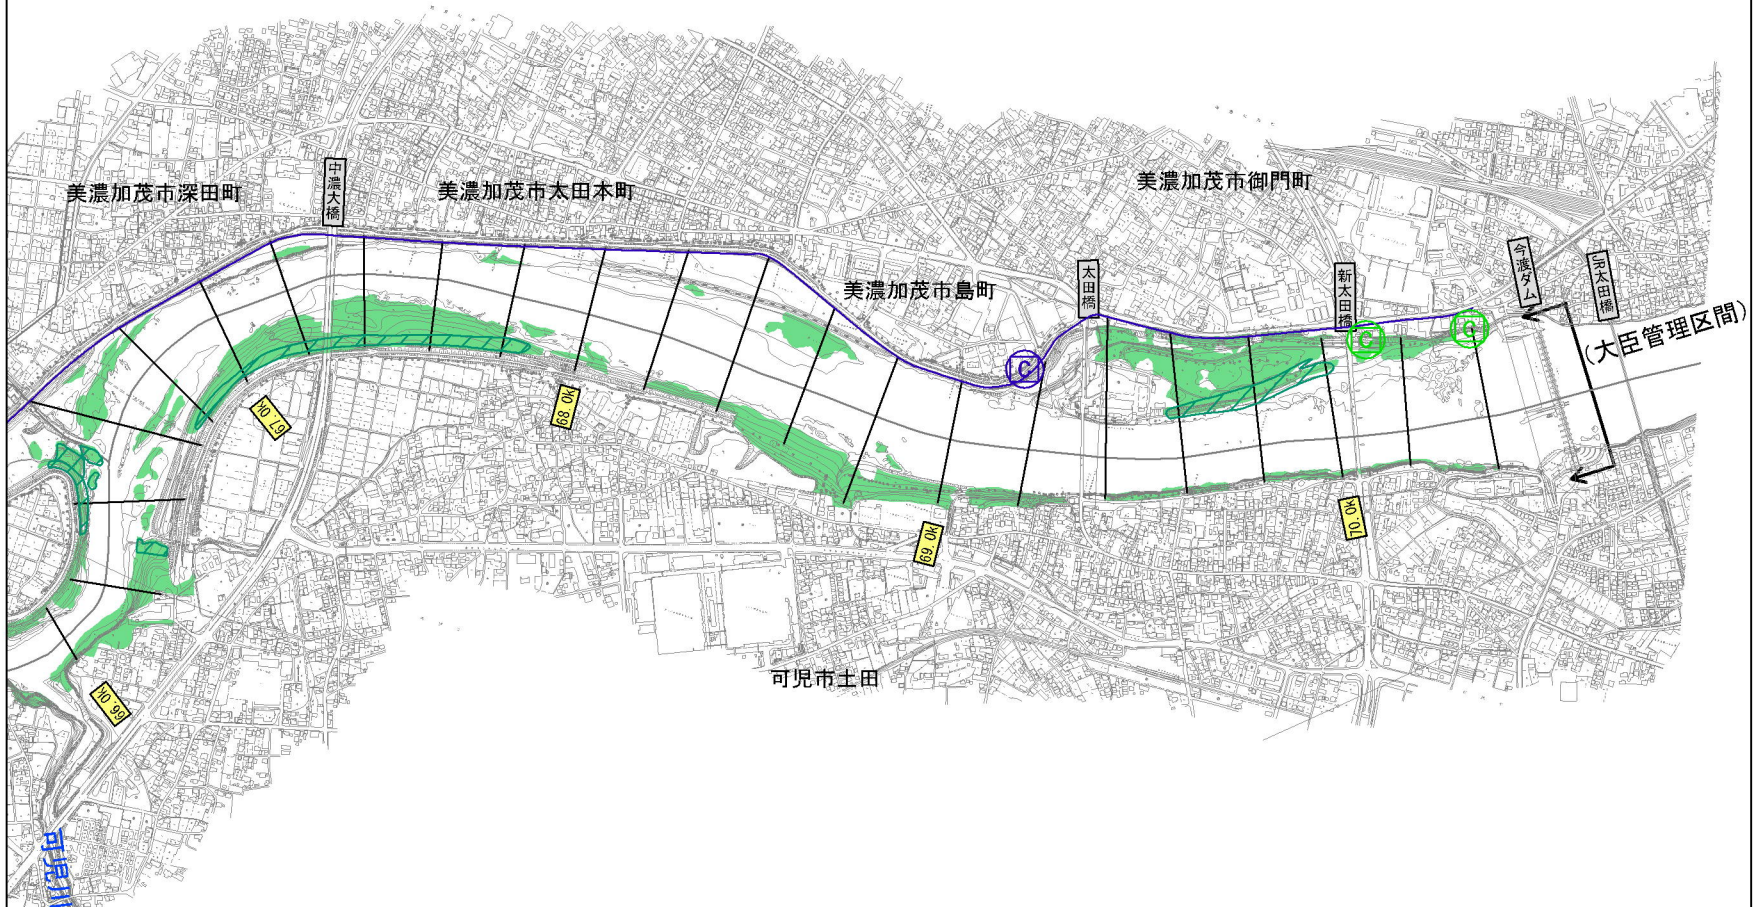 美濃加茂市深田町
中濃大橋
美濃加茂市太田本町
美濃加茂市御門町
美濃加茂市島町
太田橋
新太田橋
今渡ダム
JR太田橋
(大臣管理区間)
C
C
C
67.0k
68.0k
69.0k
70.0k
66.0k
可児市土田
可児川